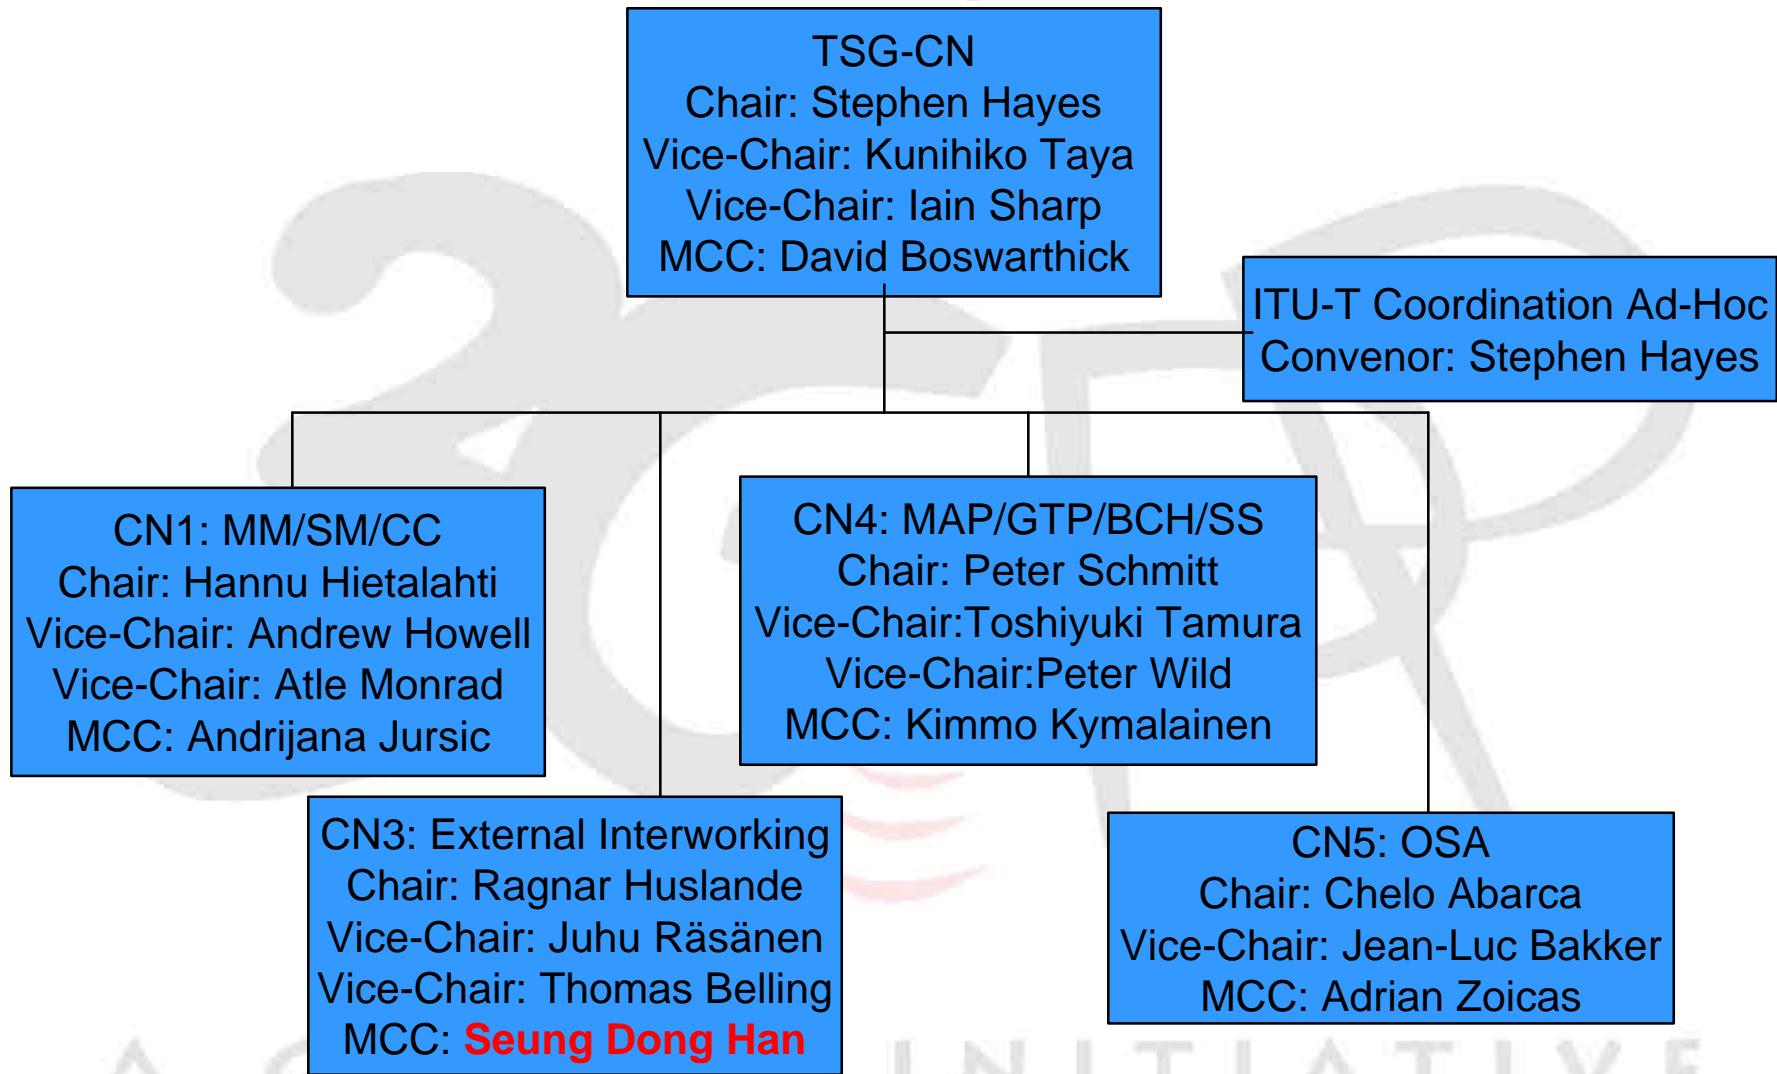 TSG-CN
Chair: Stephen Hayes
Vice-Chair: Kunihiko Taya
Vice-Chair: Iain Sharp
MCC: David Boswarthick
ITU-T Coordination Ad-Hoc
Convenor: Stephen Hayes
CN1: MM/SM/CC
Chair: Hannu Hietalahti
Vice-Chair: Andrew Howell
Vice-Chair: Atle Monrad
MCC: Andrijana Jursic
CN4: MAP/GTP/BCH/SS
Chair: Peter Schmitt
Vice-Chair:Toshiyuki Tamura
Vice-Chair:Peter Wild
MCC: Kimmo Kymalainen
CN3: External Interworking
Chair: Ragnar Huslande
Vice-Chair: Juhu Räsänen
Vice-Chair: Thomas Belling
MCC: Seung Dong Han
CN5: OSA
Chair: Chelo Abarca
Vice-Chair: Jean-Luc Bakker
MCC: Adrian Zoicas
INITIATIVE